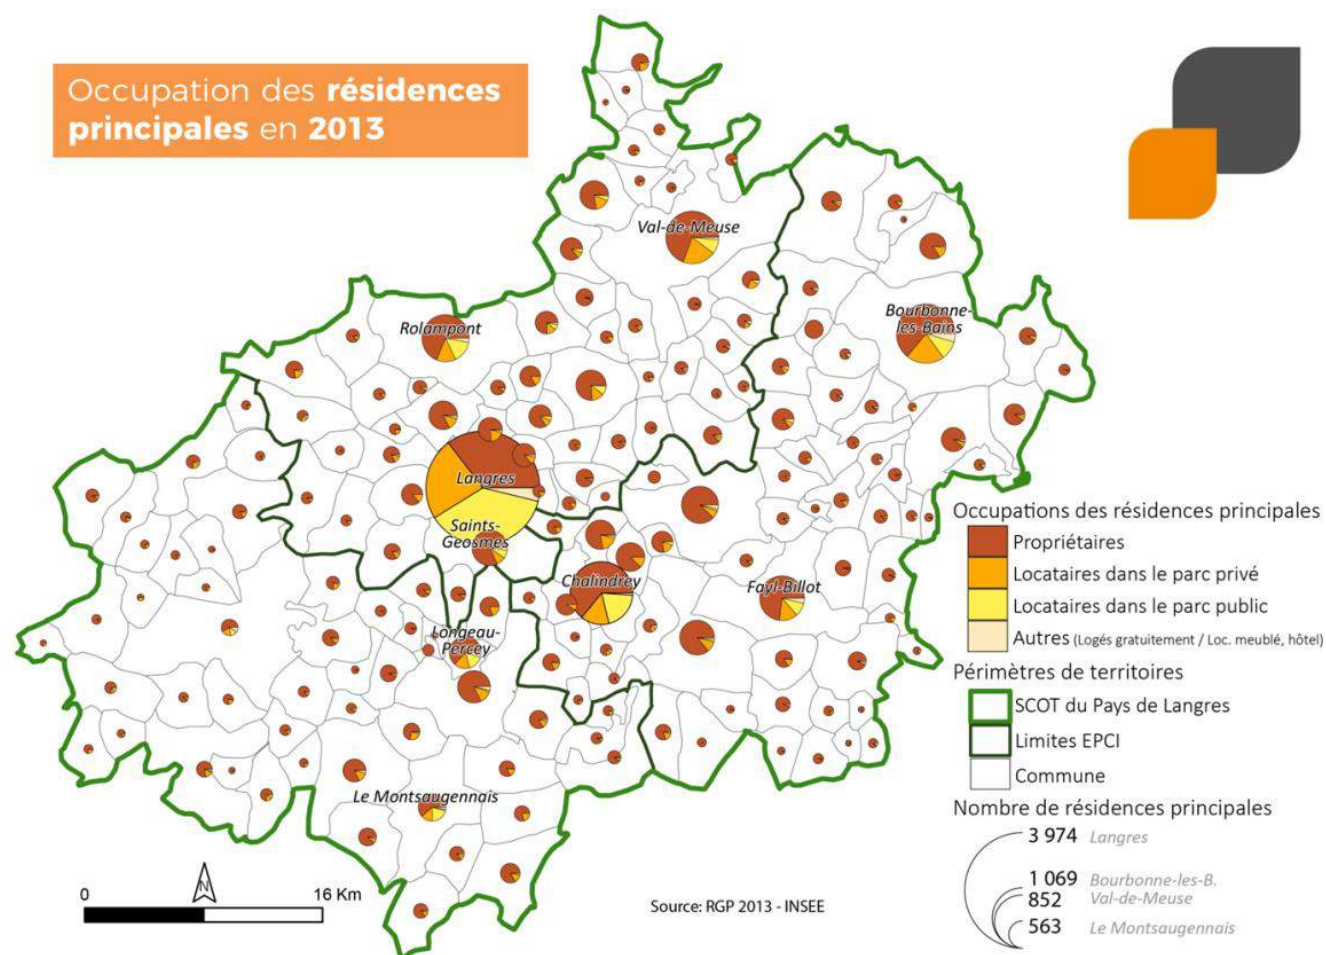 Occupation des résidences
principales en 2013
Val-de-Meuse
Bourbonne-
les-Bains
Rolampont
Langres
Saints-
Geosmes
Chalindrey
Fayl-Billot
Longeau-
Percey
Le Montsaugennais
Occupations des résidences principales
Propriétaires
Locataires dans le parc privé
Locataires dans le parc public
Autres (Logés gratuitement / Loc. meublé, hôtel)
Périmètres de territoires
SCOT du Pays de Langres
Limites EPCI
Commune
Nombre de résidences principales
3 974 Langres
1 069 Bourbonne-les-B.
852 Val-de-Meuse
563 Le Montsaugennais
0 N 16 Km
Source: RGP 2013 - INSEE